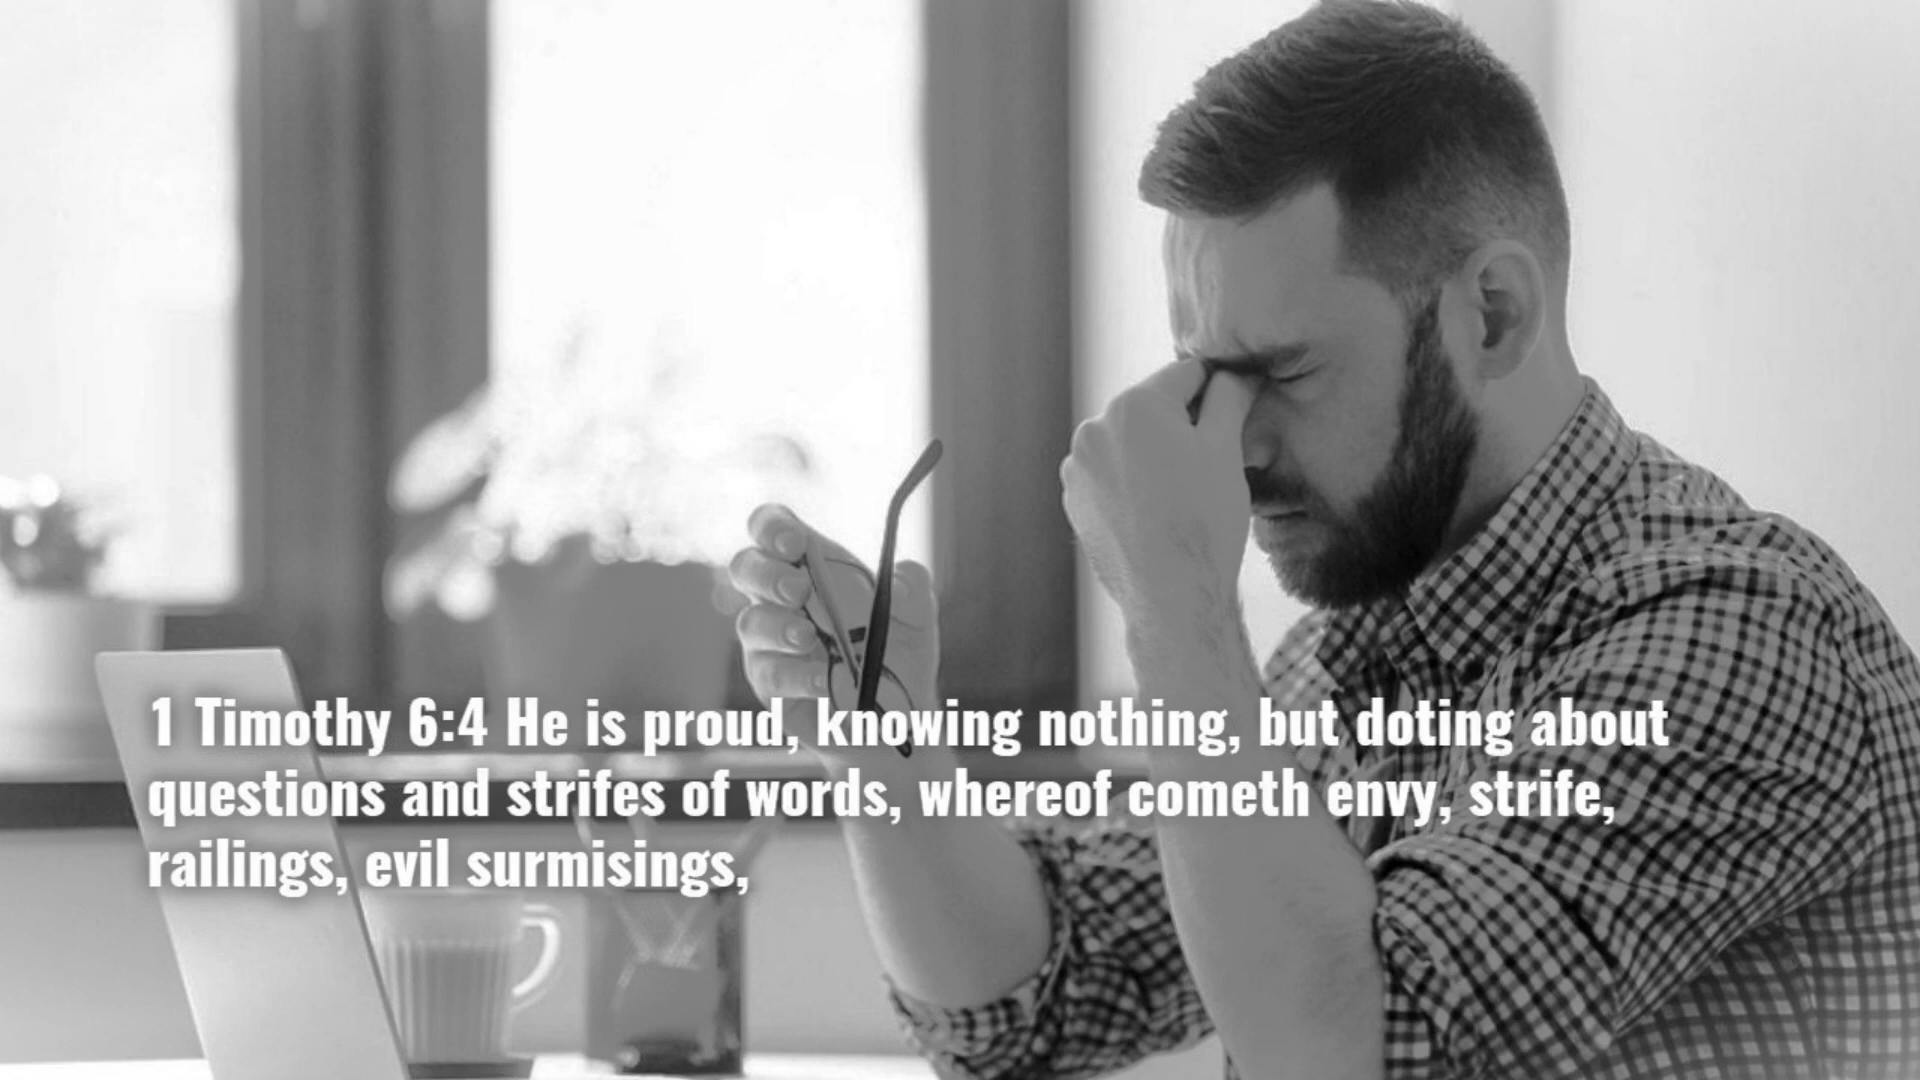 1 Timothy 6:4 He is proud, knowing nothing, but doting about
questions and strifes of words, whereof cometh envy, strife,
railings, evil surmisings,